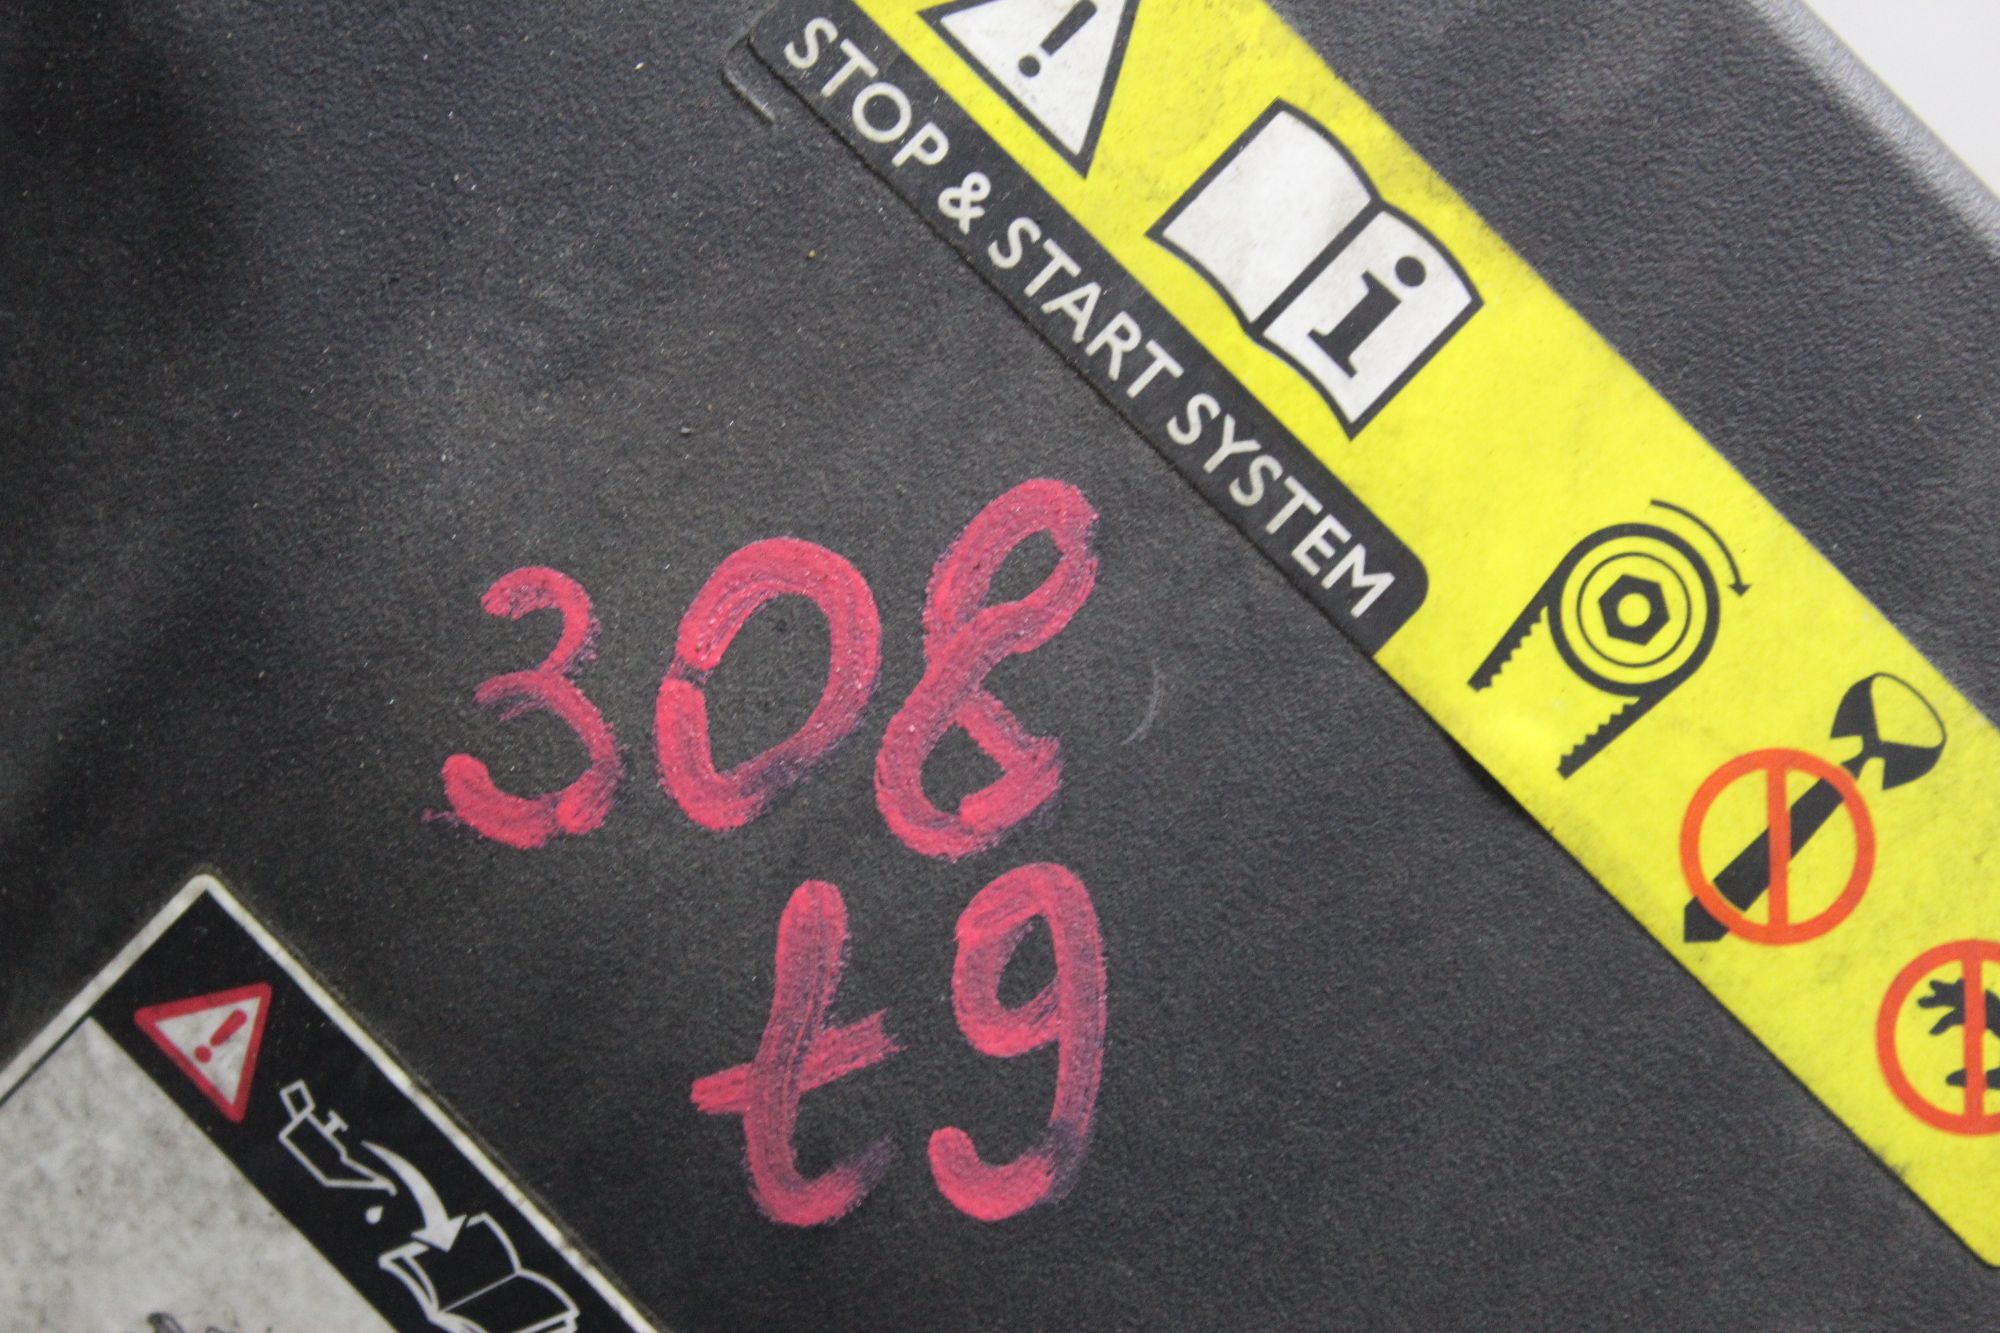 STOP & START SYSTEM
i
308
t9